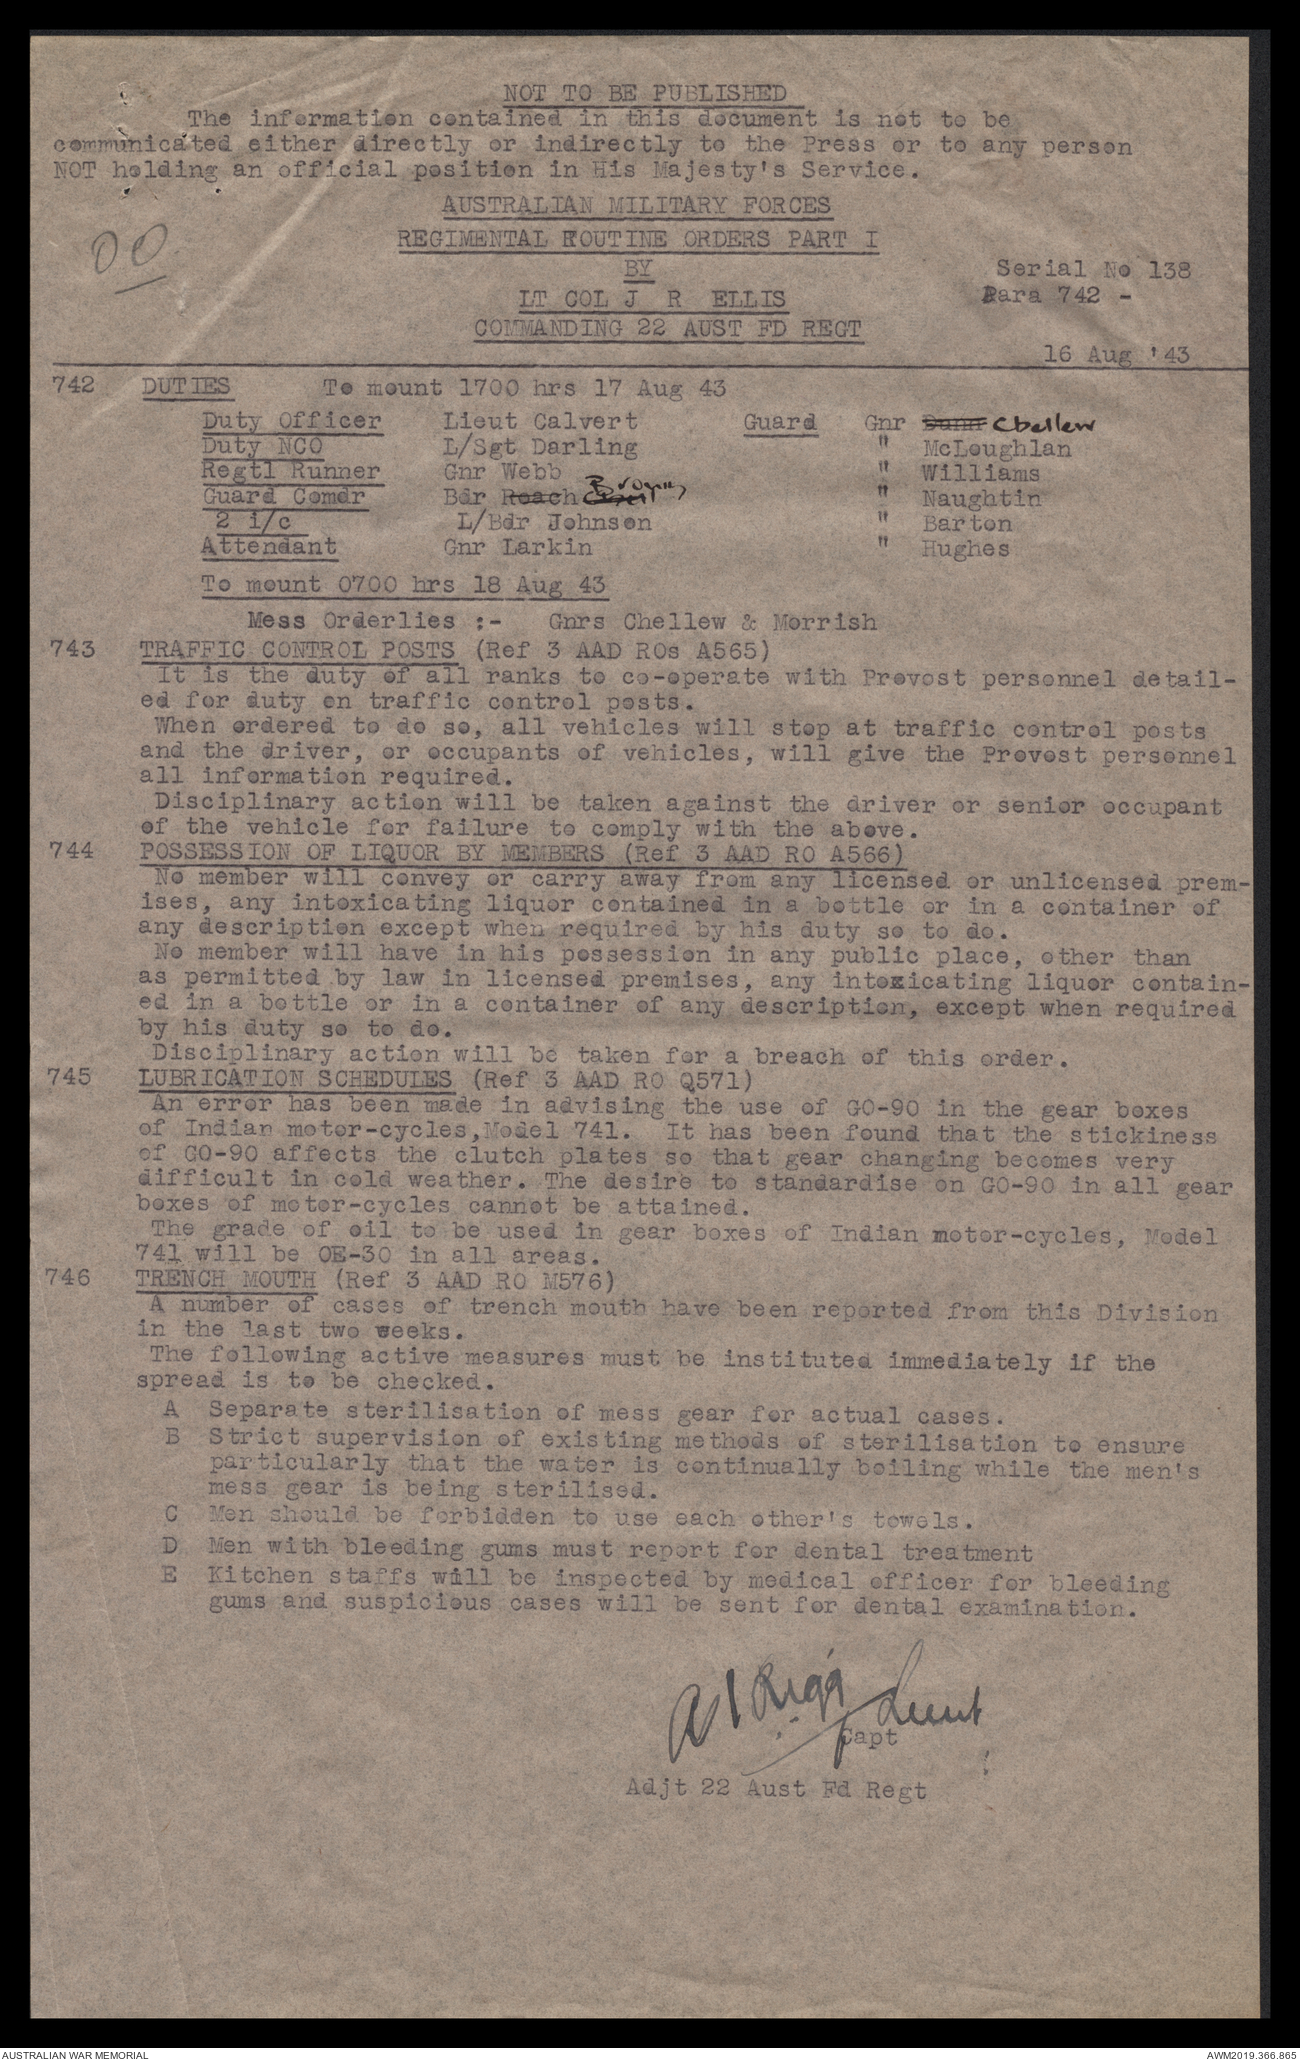 NOT TO BE PUBLISHED
The information contained in this document is not to be
communicated either directly or indirectly to the Press or to any person
NOT holding an official position in His Majesty's Service.
AUSTRALIAN MILITARY FORCES
REGIMENTAL ROUTINE ORDERS PART I
BY
LT COL J R ELLIS
COMMANDING 22 AUST FD REGT
00
Serial No 138
Para 742 -
16 Aug '43
742 DUTIES To mount 1700 hrs 17 Aug 43
Duty Officer Lieut Calvert Guard Gnr Dunn Chellew
Duty NCO L/Sgt Darling " McLoughlan
Regtl Runner Gnr Webb " Williams
Guard Comdr Bdr Roach " Naughtin
2 i/c L/Bdr Johnson " Barton
Attendant Gnr Larkin " Hughes
To mount 0700 hrs 18 Aug 43
Mess Orderlies :- Gnrs Chellew & Morrish
743 TRAFFIC CONTROL POSTS (Ref 3 AAD ROs A565)
It is the duty of all ranks to co-operate with Provost personnel detail-
ed for duty on traffic control posts.
When ordered to do so, all vehicles will stop at traffic control posts
and the driver, or occupants of vehicles, will give the Provost personnel
all information required.
Disciplinary action will be taken against the driver or senior occupant
of the vehicle for failure to comply with the above.
744 POSSESSION OF LIQUOR BY MEMBERS (Ref 3 AAD RO A566)
No member will convey or carry away from any licensed or unlicensed prem-
ises, any intoxicating liquor contained in a bottle or in a container of
any description except when required by his duty so to do.
No member will have in his possession in any public place, other than
as permitted by law in licensed premises, any intoxicating liquor contain-
ed in a bottle or in a container of any description, except when required
by his duty so to do.
Disciplinary action will be taken for a breach of this order.
745 LUBRICATION SCHEDULES (Ref 3 AAD RO Q571)
An error has been made in advising the use of GO-90 in the gear boxes
of Indian motor-cycles,Model 741. It has been found that the stickiness
of GO-90 affects the clutch plates so that gear changing becomes very
difficult in cold weather. The desire to standardise on GO-90 in all gear
boxes of motor-cycles cannot be attained.
The grade of oil to be used in gear boxes of Indian motor-cycles, Model
741 will be OE-30 in all areas.
746 TRENCH MOUTH (Ref 3 AAD RO M576)
A number of cases of trench mouth have been reported from this Division
in the last two weeks.
The following active measures must be instituted immediately if the
spread is to be checked.
A Separate sterilisation of mess gear for actual cases.
B Strict supervision of existing methods of sterilisation to ensure
particularly that the water is continually boiling while the men's
mess gear is being sterilised.
C Men should be forbidden to use each other's towels.
D Men with bleeding gums must report for dental treatment
E Kitchen staffs will be inspected by medical officer for bleeding
gums and suspicious cases will be sent for dental examination.
Lieut
Capt
Adjt 22 Aust Fd Regt
AUSTRALIAN WAR MEMORIAL
AWM2019.366.865